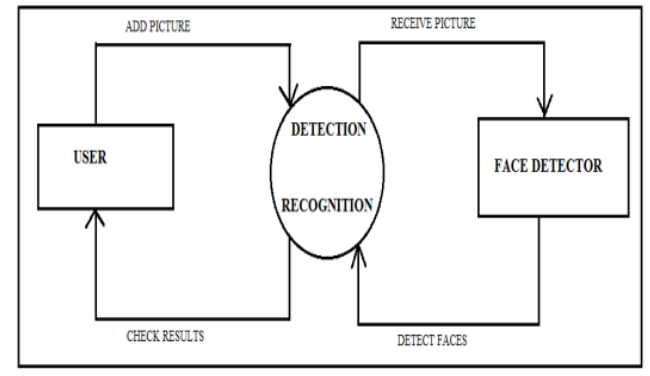 ADD PICTURE
RECEIVE PICTURE
USER
DETECTION
RECOGNITION
FACE DETECTOR
CHECK RESULTS
DETECT FACES